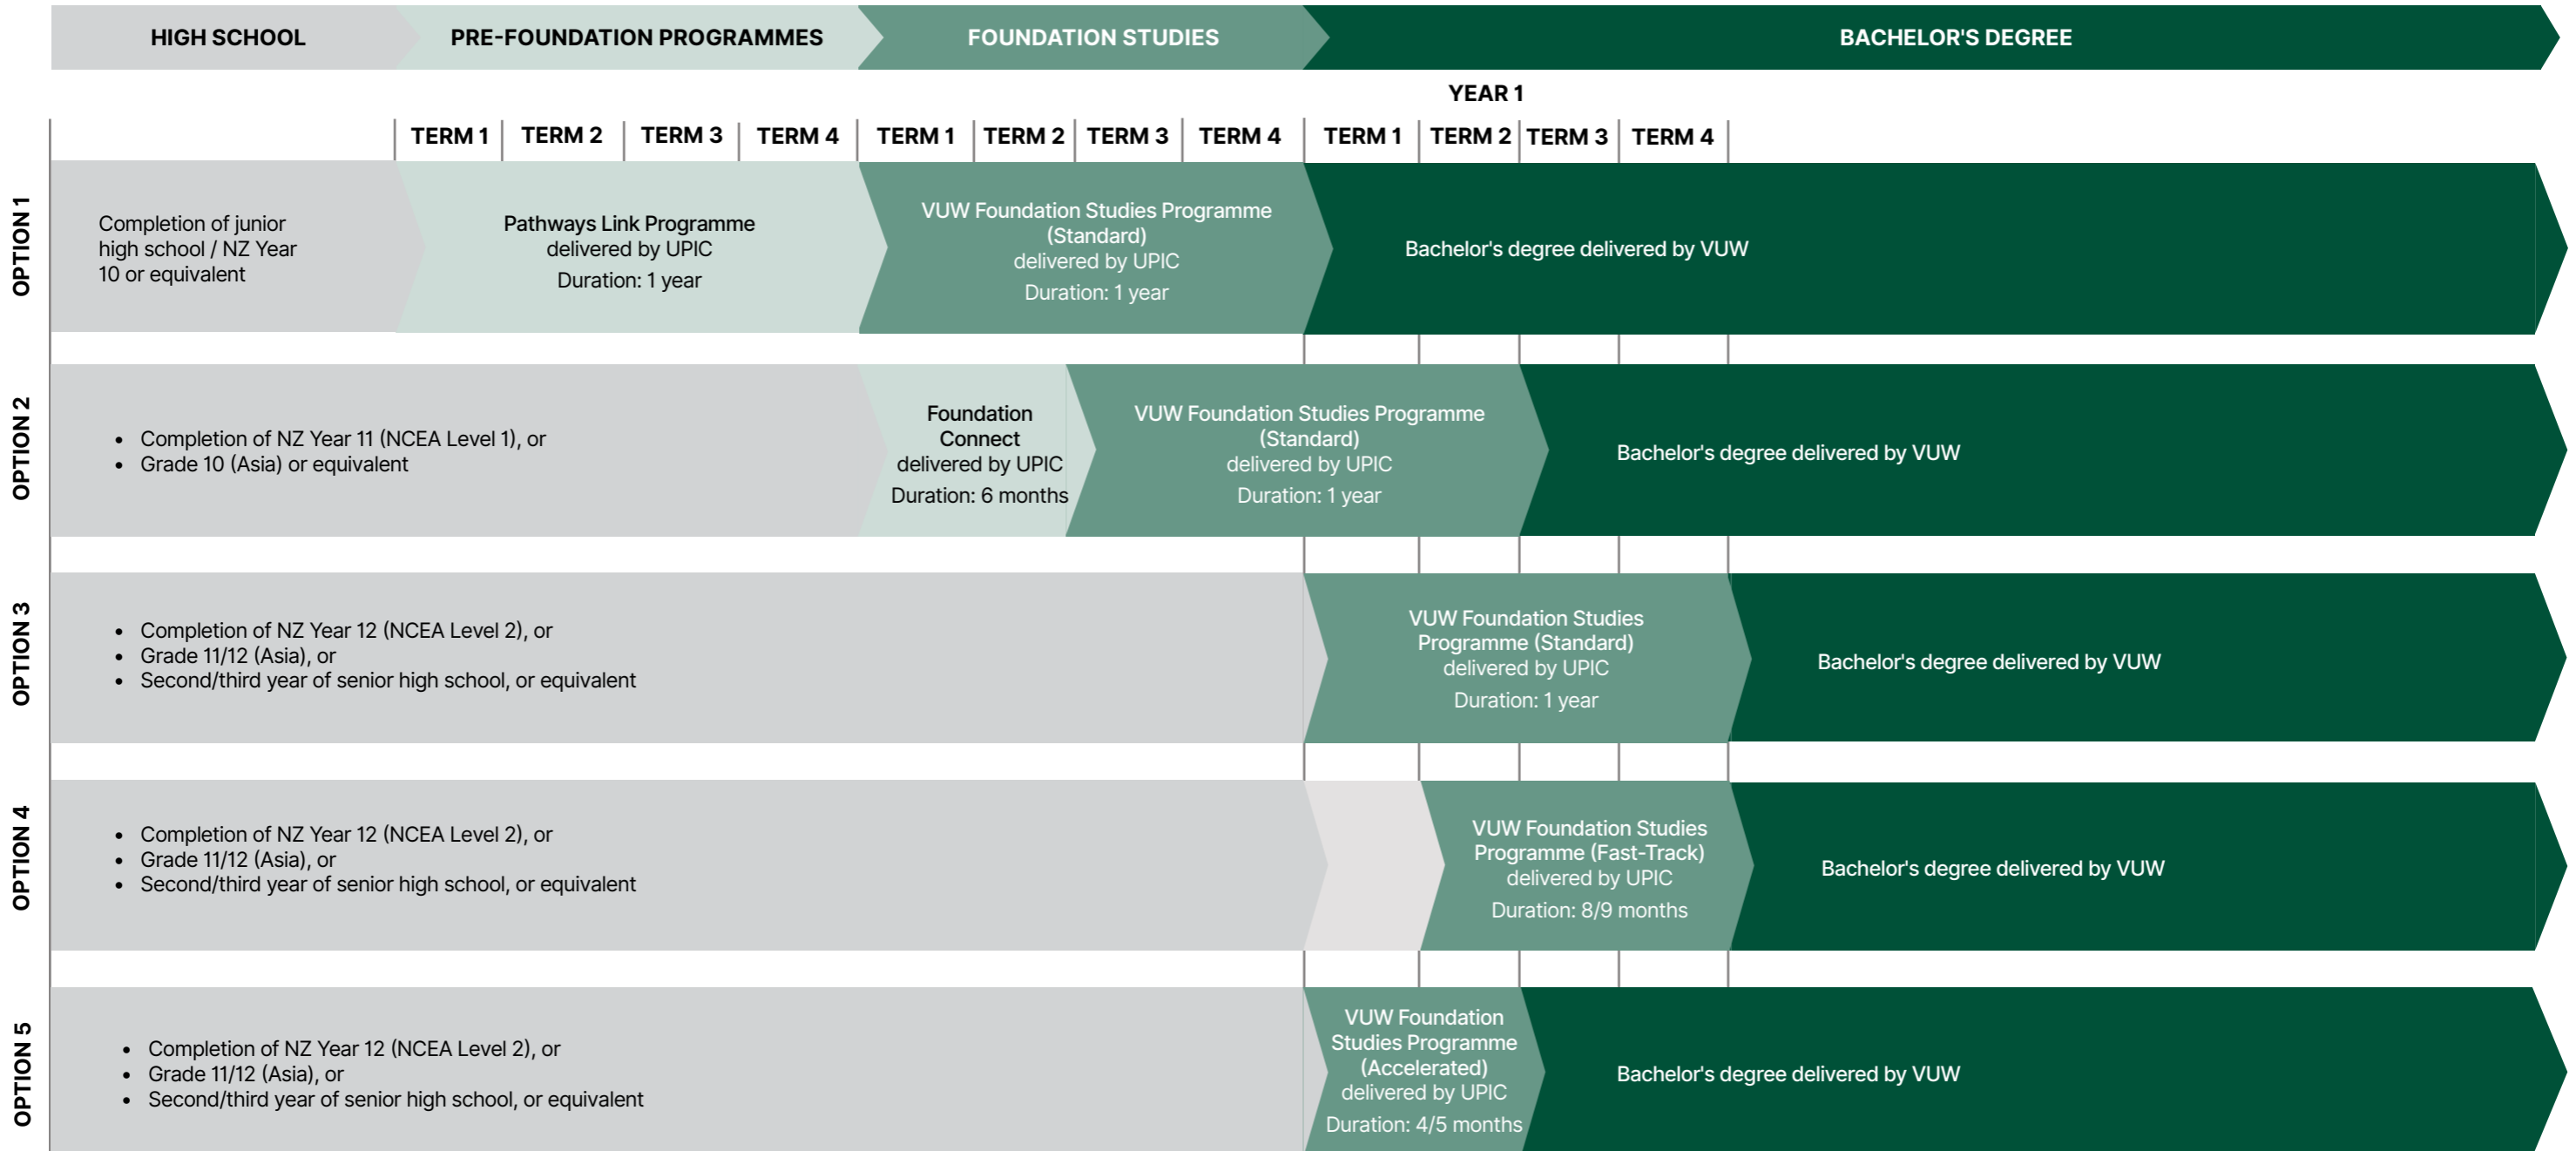 HIGH SCHOOL
PRE-FOUNDATION PROGRAMMES
FOUNDATION STUDIES
BACHELOR'S DEGREE
YEAR 1
TERM 1
TERM 2
TERM 3
TERM 4
TERM 1
TERM 2
TERM 3
TERM 4
TERM 1
TERM 2
TERM 3
TERM 4
OPTION 1
Completion of junior
high school / NZ Year
10 or equivalent
Pathways Link Programme
delivered by UPIC
Duration: 1 year
VUW Foundation Studies Programme
(Standard)
delivered by UPIC
Duration: 1 year
Bachelor's degree delivered by VUW
OPTION 2
• Completion of NZ Year 11 (NCEA Level 1), or
• Grade 10 (Asia) or equivalent
Foundation
Connect
delivered by UPIC
Duration: 6 months
VUW Foundation Studies Programme
(Standard)
delivered by UPIC
Duration: 1 year
Bachelor's degree delivered by VUW
OPTION 3
• Completion of NZ Year 12 (NCEA Level 2), or
• Grade 11/12 (Asia), or
• Second/third year of senior high school, or equivalent
VUW Foundation Studies
Programme (Standard)
delivered by UPIC
Duration: 1 year
Bachelor's degree delivered by VUW
OPTION 4
• Completion of NZ Year 12 (NCEA Level 2), or
• Grade 11/12 (Asia), or
• Second/third year of senior high school, or equivalent
VUW Foundation Studies
Programme (Fast-Track)
delivered by UPIC
Duration: 8/9 months
Bachelor's degree delivered by VUW
OPTION 5
• Completion of NZ Year 12 (NCEA Level 2), or
• Grade 11/12 (Asia), or
• Second/third year of senior high school, or equivalent
VUW Foundation
Studies Programme
(Accelerated)
delivered by UPIC
Duration: 4/5 months
Bachelor's degree delivered by VUW